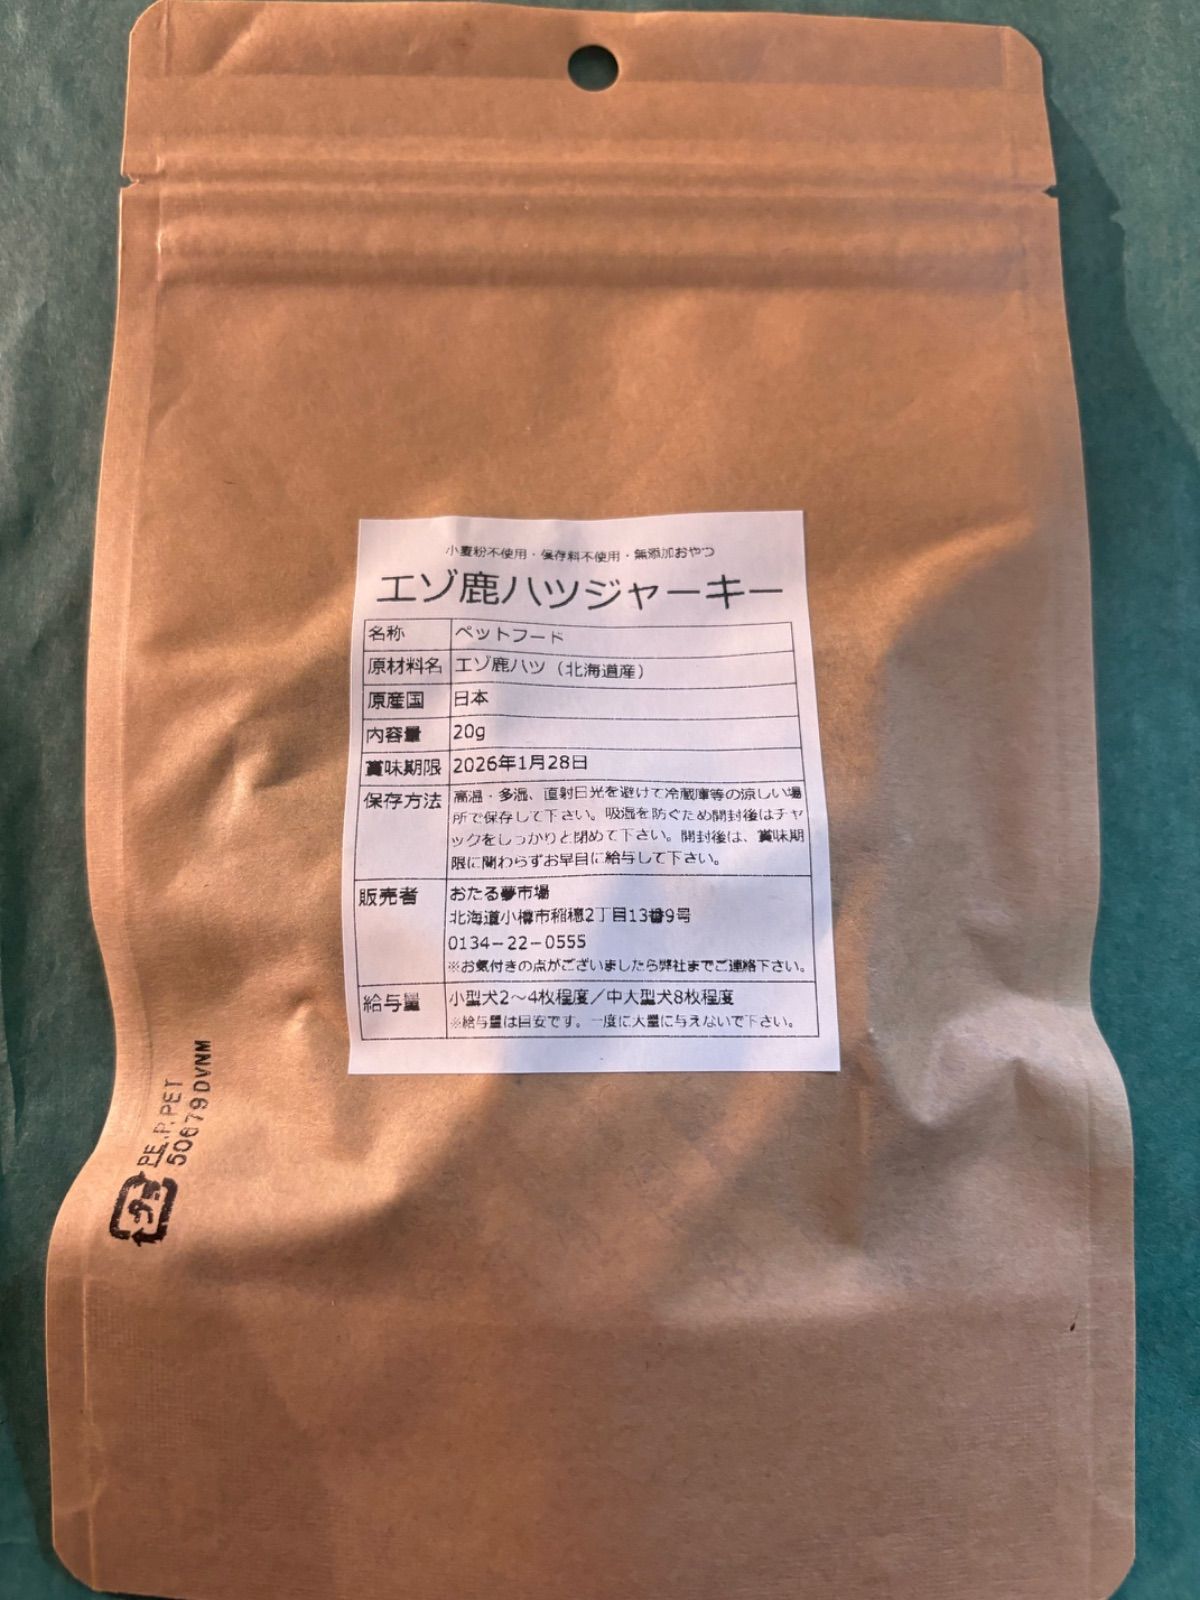 小麦粉不使用・保存料不使用・無添加おやつ
エゾ鹿ハツジャーキー
名称 ペットフード
原材料名 エゾ鹿ハツ（北海道産）
原産国 日本
内容量 20g
賞味期限 2026年1月28日
保存方法 高温・多湿、直射日光を避けて冷蔵庫等の涼しい場
所で保存して下さい。吸湿を防ぐため開封後はチャ
ックをしっかりと閉めて下さい。開封後は、賞味期
限に関わらずお早目に給与して下さい。
販売者 おたる夢市場
北海道小樽市稲穂2丁目13番9号
0134-22-0555
※お気付きの点がございましたら弊社までご連絡下さい。
給与量 小型犬2～4枚程度／中大型犬8枚程度
※給与量は目安です。一度に大量に与えないで下さい。
プラ
PE,P,PET
50679DVNM